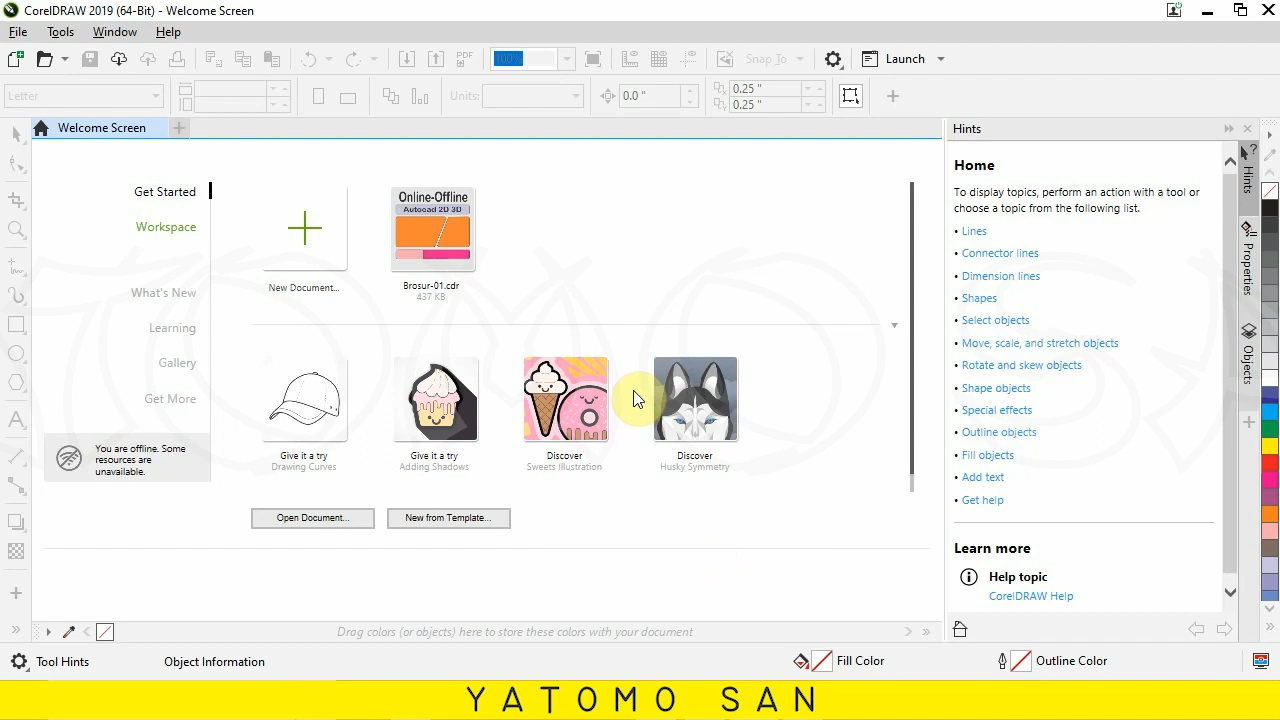 CorelDRAW 2019 (64-Bit) - Welcome Screen
File Tools Window Help
PDF 100% Snap To Launch
Letter Units: 0.0 " 0.25 "
0.25 "
Welcome Screen
Hints
Get Started
Workspace
What's New
Learning
Gallery
Get More
You are offline. Some
resources are
unavailable.
New Document...
Online-Offline
Autocad 2D 3D
Brosur-01.cdr
437 KB
Give it a try
Drawing Curves
Give it a try
Adding Shadows
Discover
Sweets Illustration
Discover
Husky Symmetry
Open Document...
New from Template...
Home
To display topics, perform an action with a tool or
choose a topic from the following list.
• Lines
• Connector lines
• Dimension lines
• Shapes
• Select objects
• Move, scale, and stretch objects
• Rotate and skew objects
• Shape objects
• Special effects
• Outline objects
• Fill objects
• Add text
• Get help
Learn more
Help topic
CorelDRAW Help
Hints
Properties
Objects
Drag colors (or objects) here to store these colors with your document
Tool Hints Object Information Fill Color Outline Color
YATOMO SAN